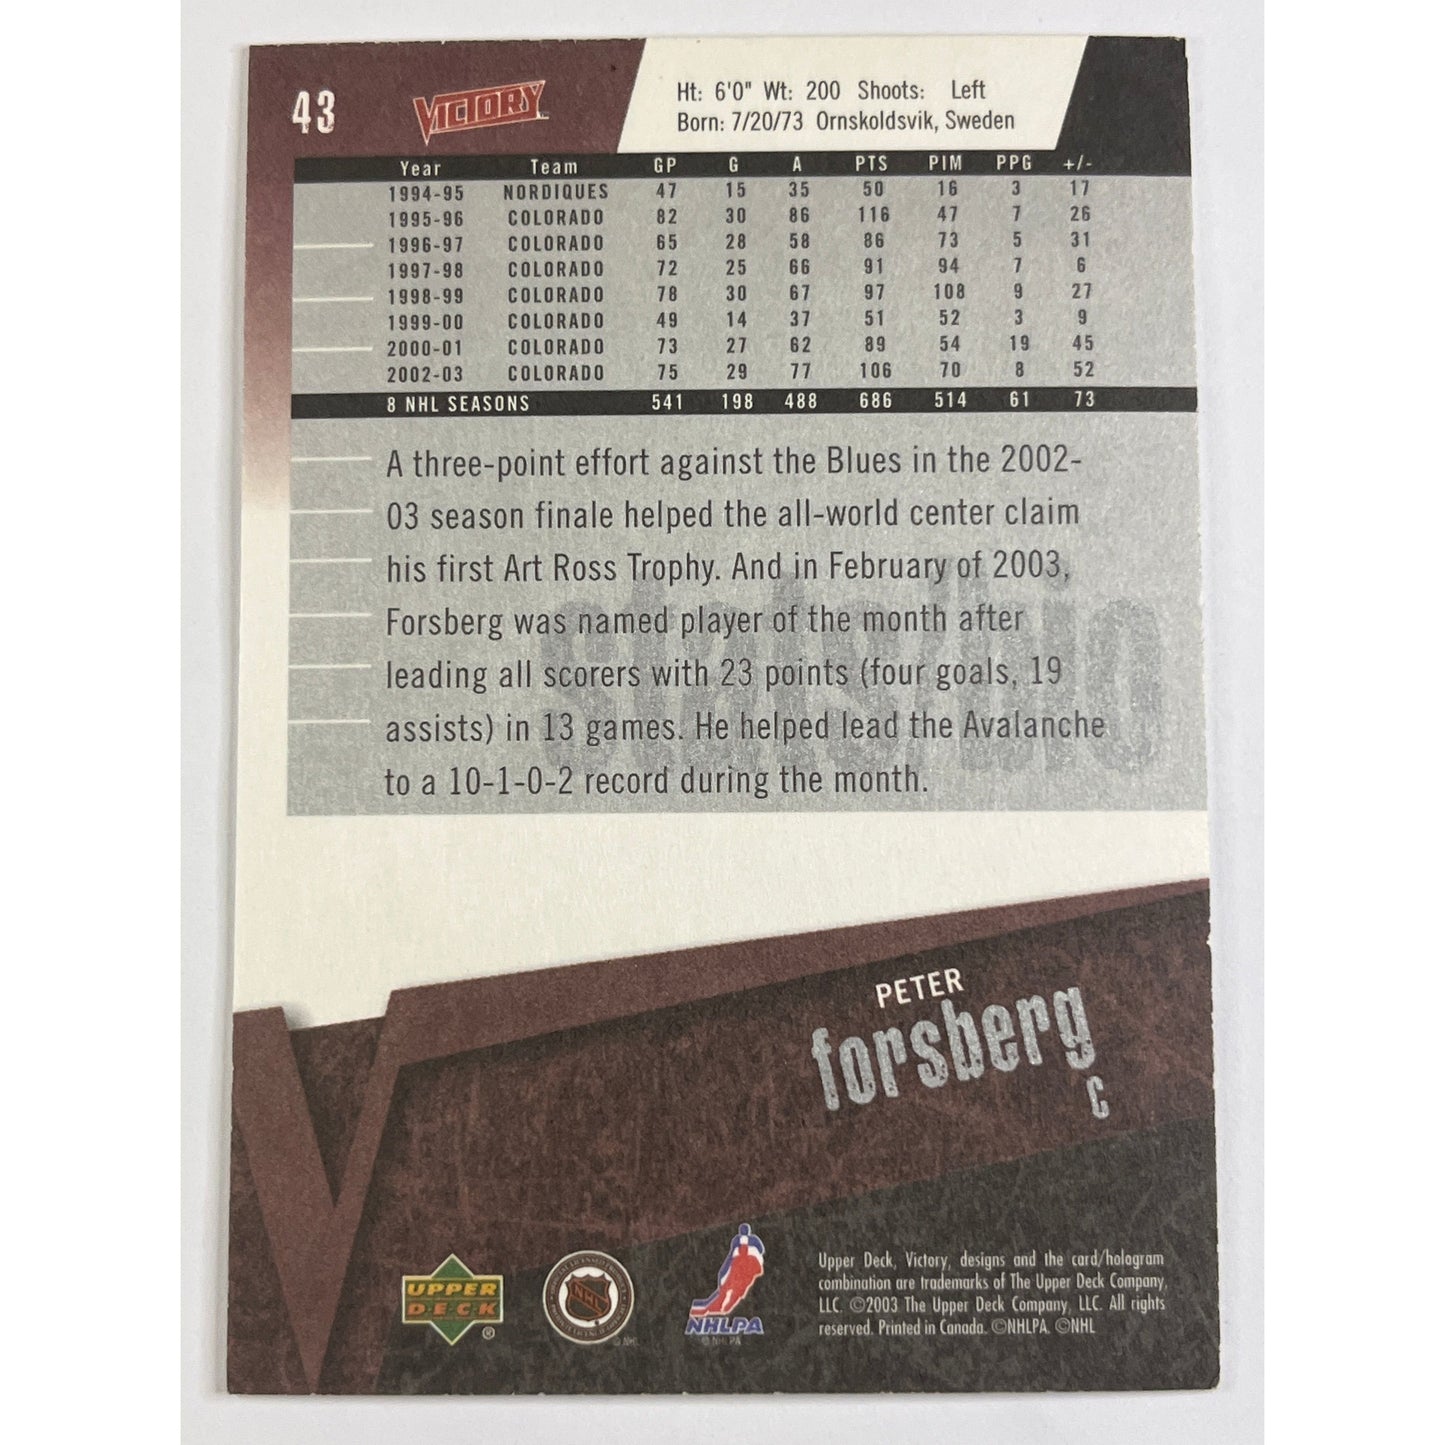 43
VICTORY
Ht: 6'0" Wt: 200 Shoots: Left
Born: 7/20/73 Ornskoldsvik, Sweden
Year Team GP G A PTS PIM PPG +/-
1994-95 NORDIQUES 47 15 35 50 16 3 17
1995-96 COLORADO 82 30 86 116 47 7 26
1996-97 COLORADO 65 28 58 86 73 5 31
1997-98 COLORADO 72 25 66 91 94 7 6
1998-99 COLORADO 78 30 67 97 108 9 27
1999-00 COLORADO 49 14 37 51 52 3 9
2000-01 COLORADO 73 27 62 89 54 19 45
2002-03 COLORADO 75 29 77 106 70 8 52
8 NHL SEASONS 541 198 488 686 514 61 73
A three-point effort against the Blues in the 2002-
03 season finale helped the all-world center claim
his first Art Ross Trophy. And in February of 2003,
Forsberg was named player of the month after
leading all scorers with 23 points (four goals, 19
assists) in 13 games. He helped lead the Avalanche
to a 10-1-0-2 record during the month.
stats/bio
PETER
forsberg
C
UPPER
DECK
®
NHL
© NHL
NHLPA
© NHLPA
Upper Deck, Victory, designs and the card/hologram
combination are trademarks of The Upper Deck Company,
LLC. ©2003 The Upper Deck Company, LLC. All rights
reserved. Printed in Canada. ©NHLPA. ©NHL